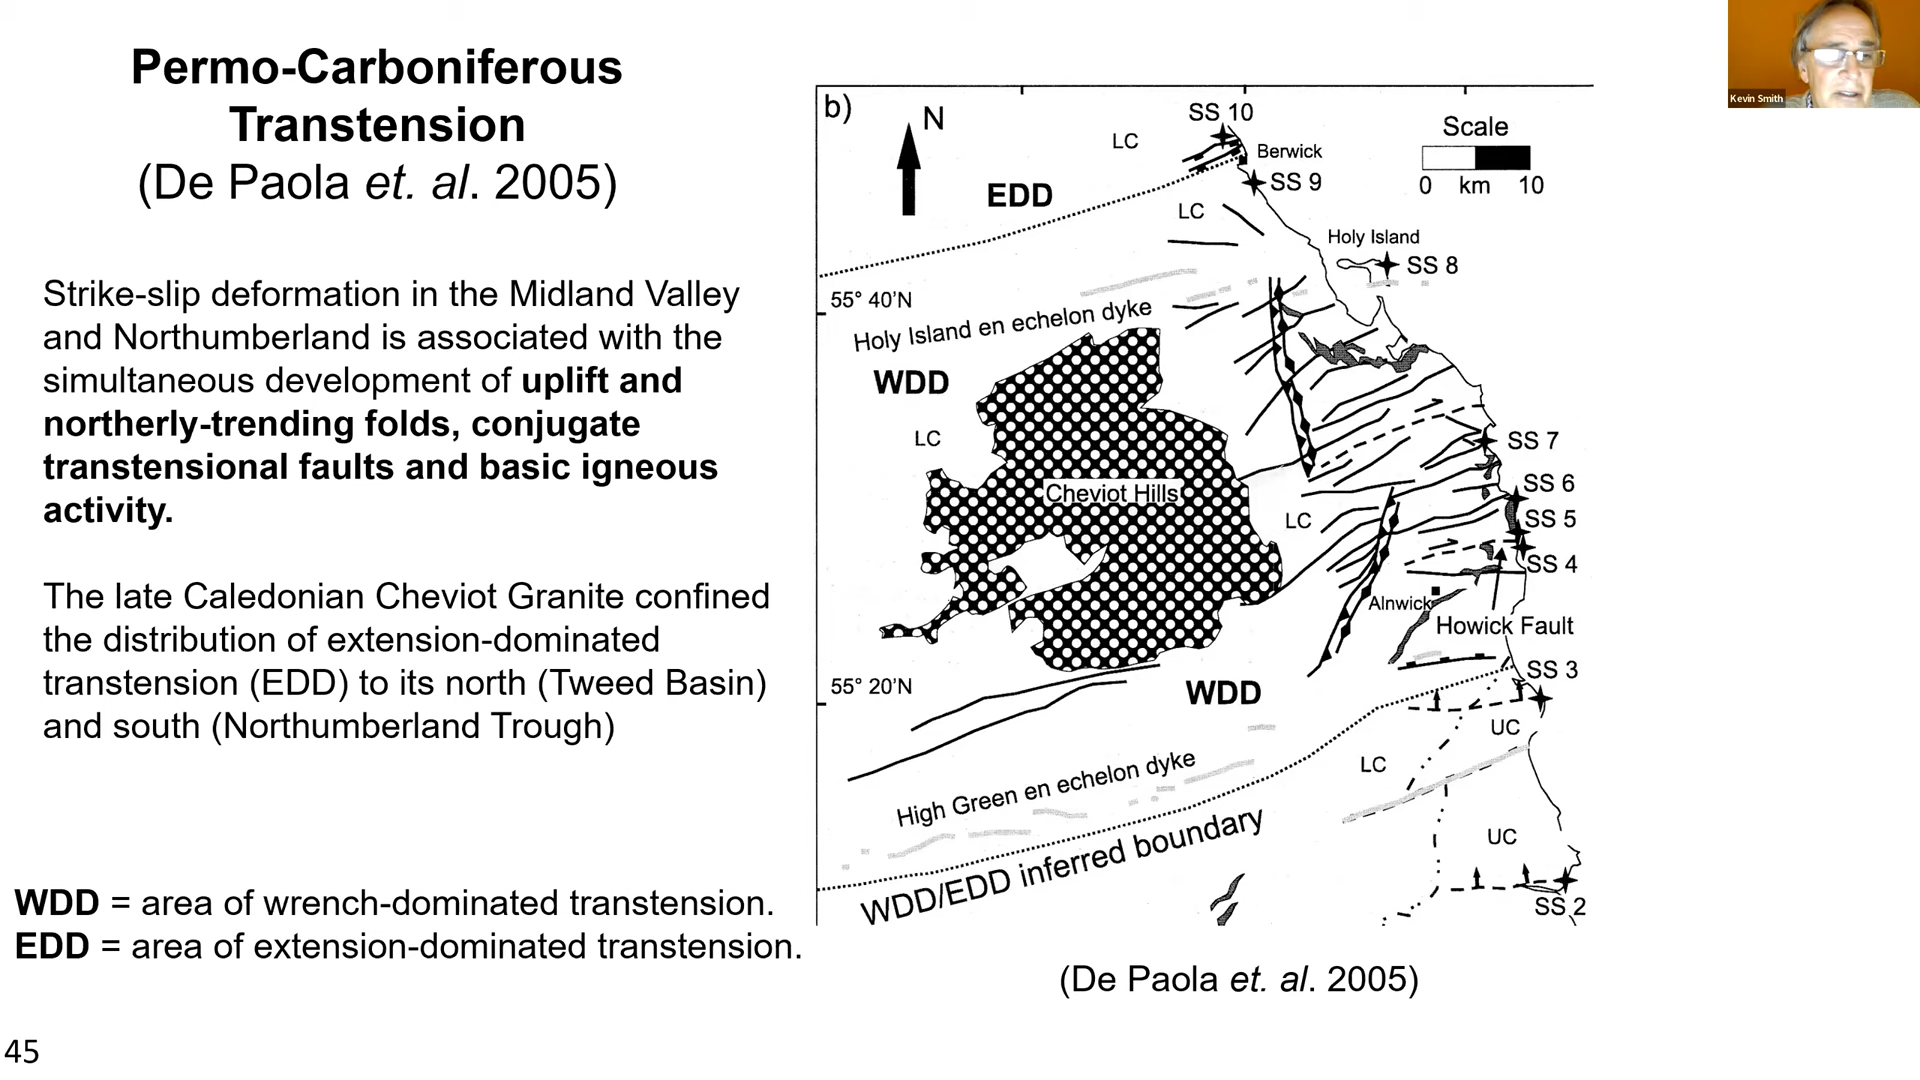 Permo-Carboniferous
Transtension
(De Paola et. al. 2005)
Strike-slip deformation in the Midland Valley
and Northumberland is associated with the
simultaneous development of uplift and
northerly-trending folds, conjugate
transtensional faults and basic igneous
activity.
The late Caledonian Cheviot Granite confined
the distribution of extension-dominated
transtension (EDD) to its north (Tweed Basin)
and south (Northumberland Trough)
WDD = area of wrench-dominated transtension.
EDD = area of extension-dominated transtension.
45
b)
N
SS 10
LC
Berwick
Scale
0 km 10
SS 9
EDD
LC
Holy Island
SS 8
55° 40'N
Holy Island en echelon dyke
WDD
LC
SS 7
Cheviot Hills
SS 6
LC
SS 5
SS 4
Alnwick
Howick Fault
SS 3
55° 20'N
WDD
UC
LC
High Green en echelon dyke
WDD/EDD inferred boundary
UC
SS 2
(De Paola et. al. 2005)
Kevin Smith